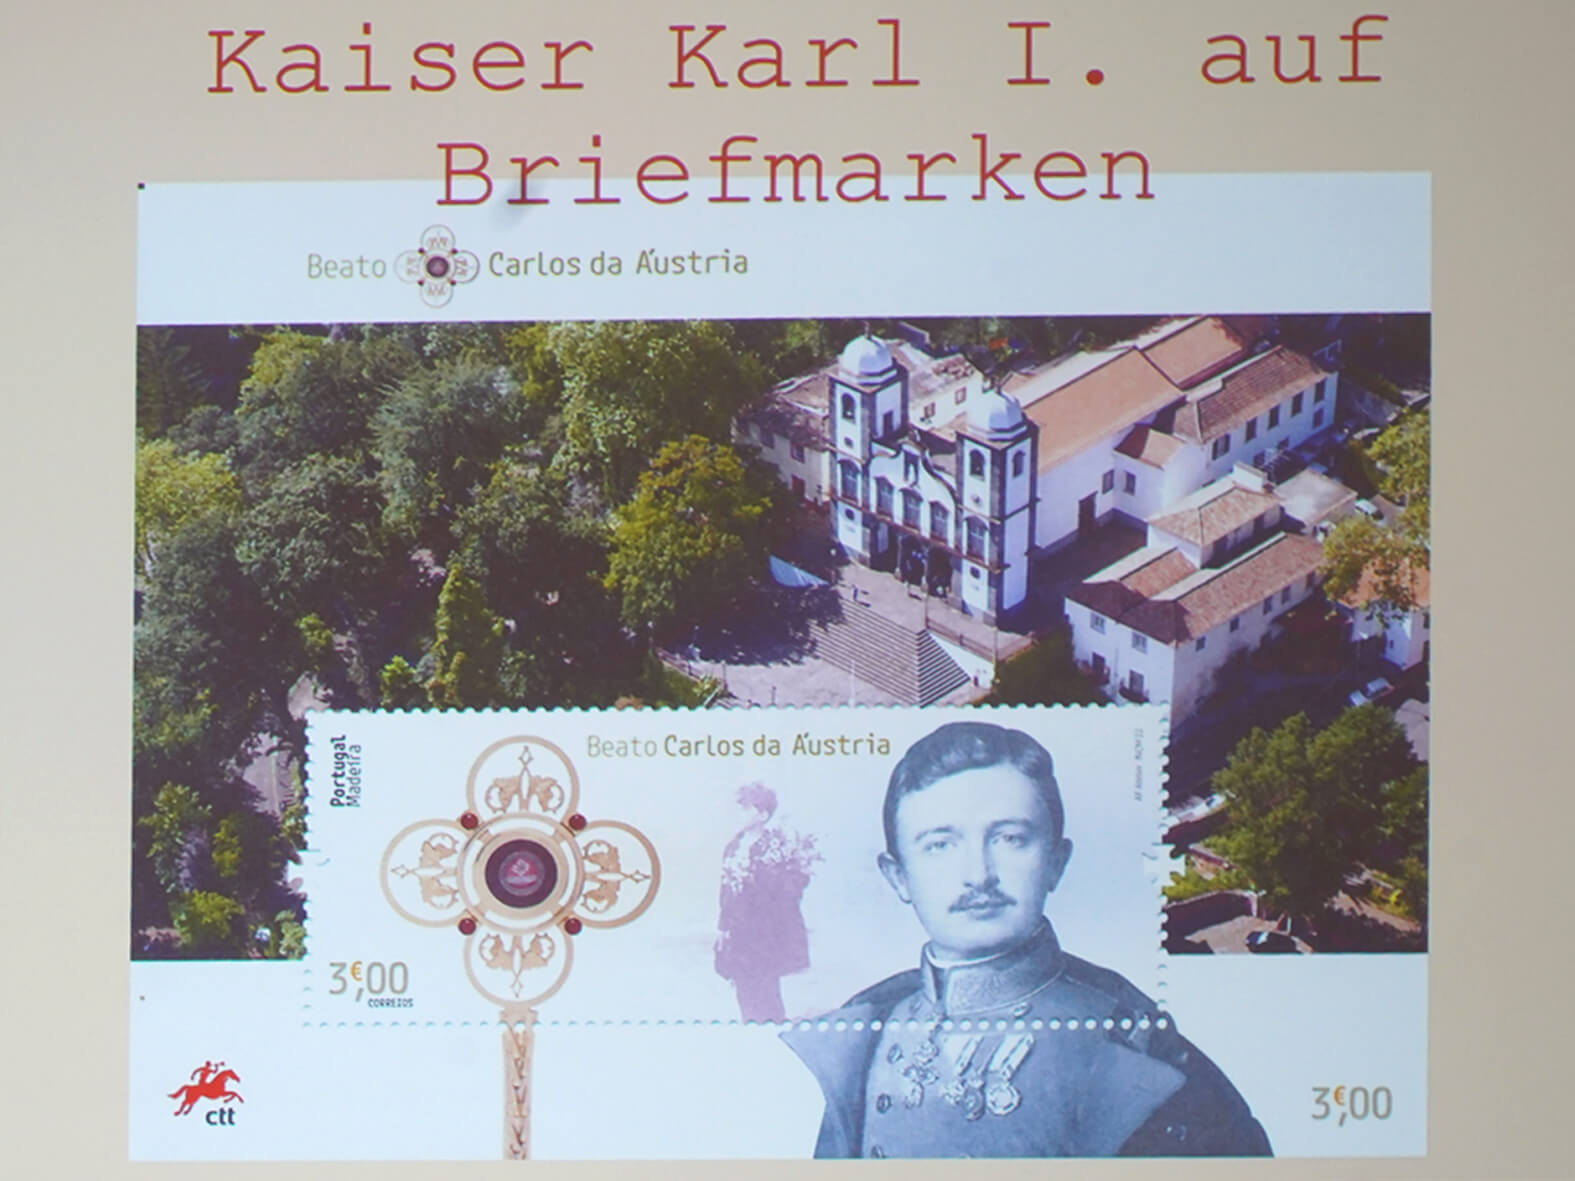 Kaiser Karl I. auf
Briefmarken
Beato Carlos da Áustria
Beato Carlos da Áustria
Portugal
Madeira
3€,00
CORREIOS
ctt
3€,00